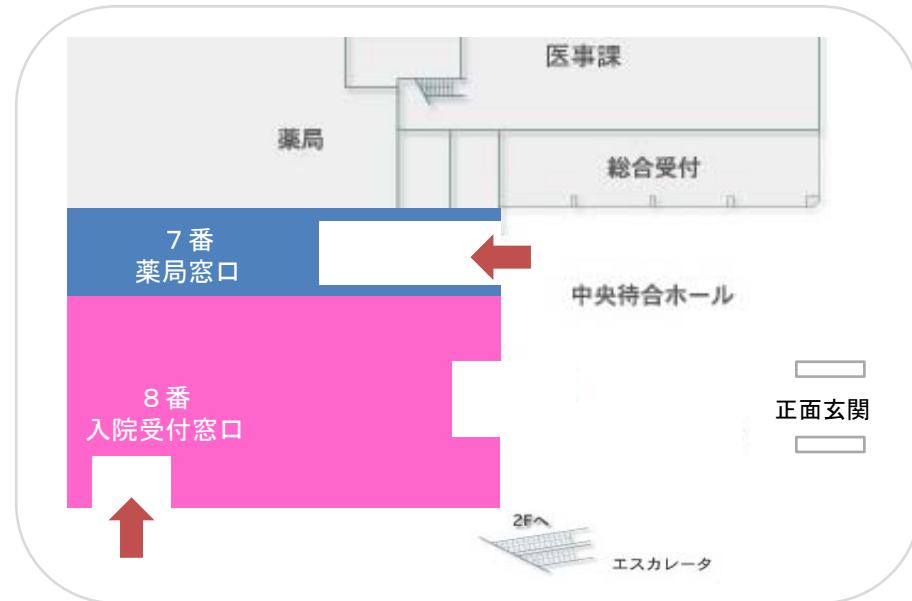 医事課
薬局
総合受付
７番
薬局窓口
中央待合ホール
８番
入院受付窓口
正面玄関
2Fへ
エスカレータ